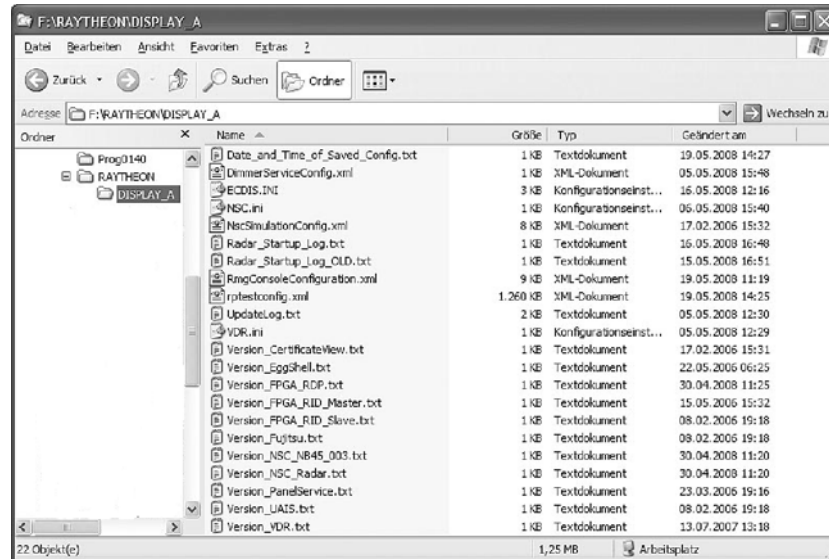 F:\RAYTHEON\DISPLAY_A
Datei Bearbeiten Ansicht Favoriten Extras ?
Zurück Suchen Ordner
Adresse F:\RAYTHEON\DISPLAY_A Wechseln zu
Ordner Name Größe Typ Geändert am
Prog0140
RAYTHEON
DISPLAY_A
Date_and_Time_of_Saved_Config.txt 1 KB Textdokument 19.05.2008 14:27
DimmerServiceConfig.xml 1 KB XML-Dokument 05.05.2008 15:48
ECDIS.INI 3 KB Konfigurationseinst... 16.05.2008 12:16
NSC.ini 1 KB Konfigurationseinst... 06.05.2008 15:40
NscSimulationConfig.xml 8 KB XML-Dokument 17.02.2006 15:32
Radar_Startup_Log.txt 1 KB Textdokument 16.05.2008 16:48
Radar_Startup_Log_OLD.txt 1 KB Textdokument 15.05.2008 16:51
RmgConsoleConfiguration.xml 9 KB XML-Dokument 19.05.2008 11:19
rptestconfig.xml 1.260 KB XML-Dokument 19.05.2008 14:25
UpdateLog.txt 2 KB Textdokument 05.05.2008 12:30
VDR.ini 1 KB Konfigurationseinst... 05.05.2008 12:29
Version_CertificateView.txt 1 KB Textdokument 17.02.2006 15:31
Version_EggShell.txt 1 KB Textdokument 22.05.2006 06:25
Version_FPGA_RDP.txt 1 KB Textdokument 30.04.2008 11:25
Version_FPGA_RID_Master.txt 1 KB Textdokument 15.05.2006 15:32
Version_FPGA_RID_Slave.txt 1 KB Textdokument 08.02.2006 19:18
Version_Fujitsu.txt 1 KB Textdokument 08.02.2006 19:18
Version_NSC_NB45_003.txt 1 KB Textdokument 30.04.2008 11:20
Version_NSC_Radar.txt 1 KB Textdokument 30.04.2008 11:20
Version_PanelService.txt 1 KB Textdokument 23.03.2006 19:16
Version_UAIS.txt 1 KB Textdokument 08.02.2006 19:18
Version_VDR.txt 1 KB Textdokument 13.07.2007 13:18
22 Objekt(e) 1,25 MB Arbeitsplatz